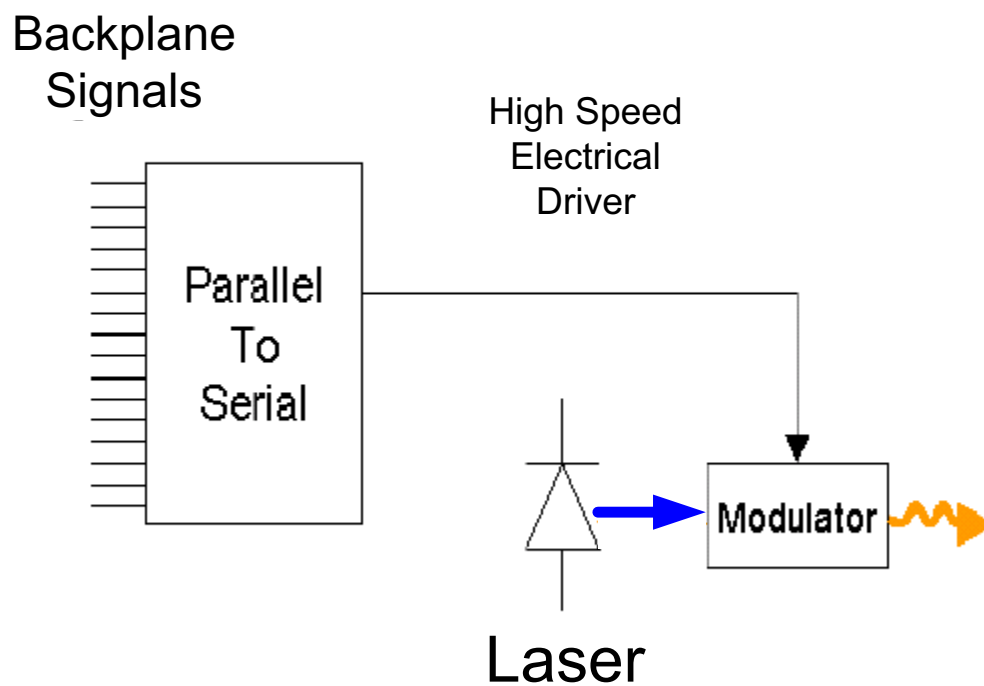 Backplane
Signals
High Speed
Electrical
Driver
Parallel
To
Serial
Modulator
Laser